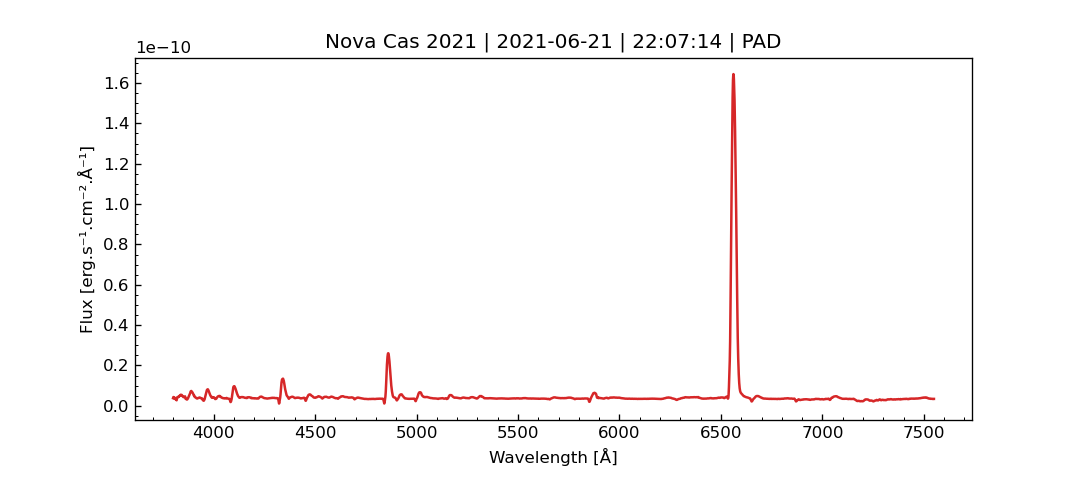 Nova Cas 2021 | 2021-06-21 | 22:07:14 | PAD
1e−10
1.6
1.4
1.2
1.0
0.8
0.6
0.4
0.2
0.0
Flux [erg.s⁻¹.cm⁻².Å⁻¹]
4000 4500 5000 5500 6000 6500 7000 7500
Wavelength [Å]